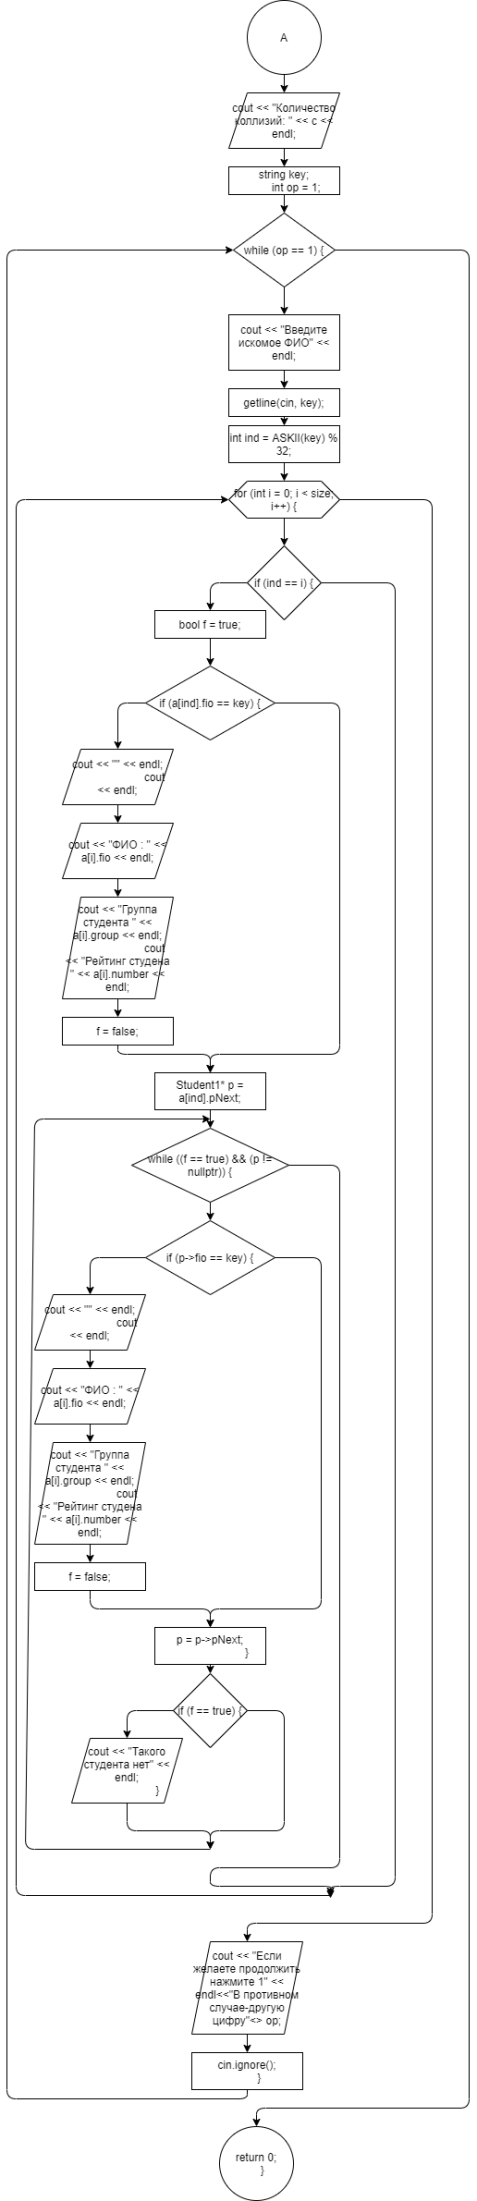 A
cout << "Количество
коллизий: " << c <<
endl;
string key;
int op = 1;
while (op == 1) {
cout << "Введите
искомое ФИО" <<
endl;
getline(cin, key);
int ind = ASKII(key) %
32;
for (int i = 0; i < size;
i++) {
if (ind == i) {
bool f = true;
if (a[ind].fio == key) {
cout << "" << endl;
cout
<< endl;
cout << "ФИО : " <<
a[i].fio << endl;
cout << "Группа
студента " <<
a[i].group << endl;
cout
<< "Рейтинг студена
" << a[i].number <<
endl;
f = false;
Student1* p =
a[ind].pNext;
while ((f == true) && (p !=
nullptr)) {
if (p->fio == key) {
cout << "" << endl;
cout
<< endl;
cout << "ФИО : " <<
a[i].fio << endl;
cout << "Группа
студента " <<
a[i].group << endl;
cout
<< "Рейтинг студена
" << a[i].number <<
endl;
f = false;
p = p->pNext;
}
if (f == true) {
cout << "Такого
студента нет" <<
endl;
}
cout << "Если
желаете продолжить
нажмите 1" <<
endl<<"В противном
случае-другую
цифру"<> op;
cin.ignore();
}
return 0;
}